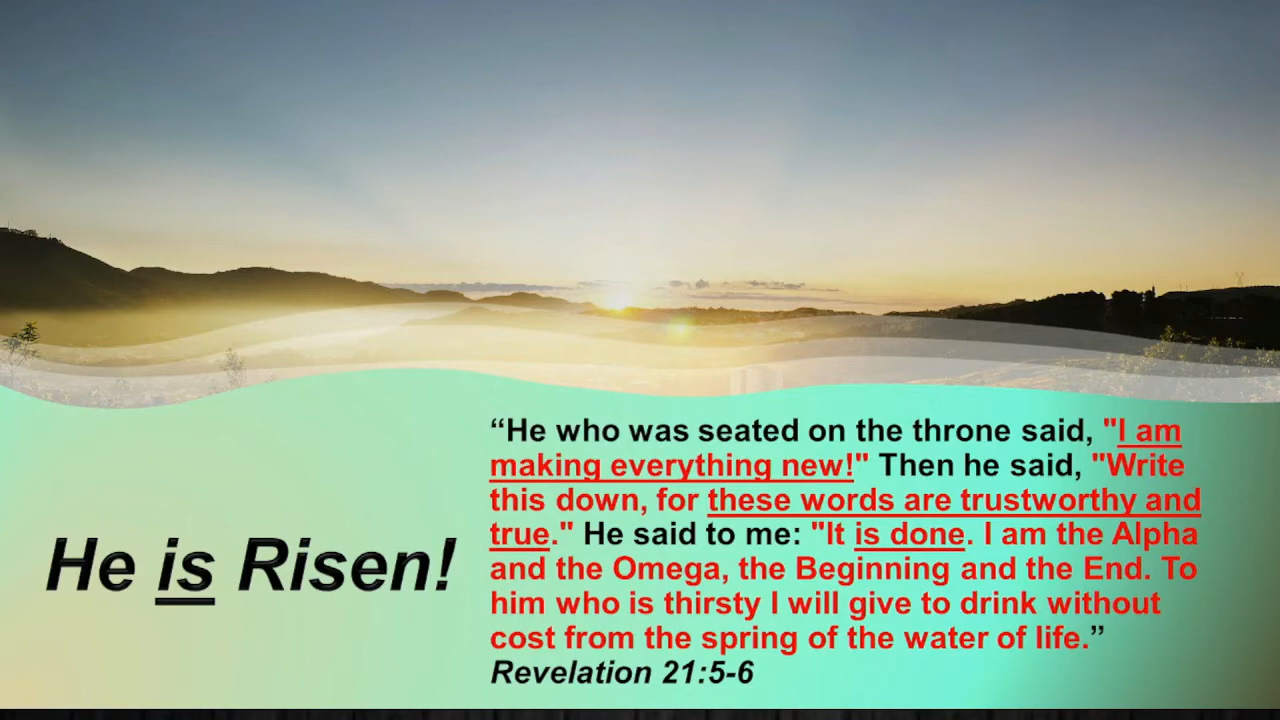 He is Risen!
“He who was seated on the throne said, "I am
making everything new!" Then he said, "Write
this down, for these words are trustworthy and
true." He said to me: "It is done. I am the Alpha
and the Omega, the Beginning and the End. To
him who is thirsty I will give to drink without
cost from the spring of the water of life.”
Revelation 21:5-6